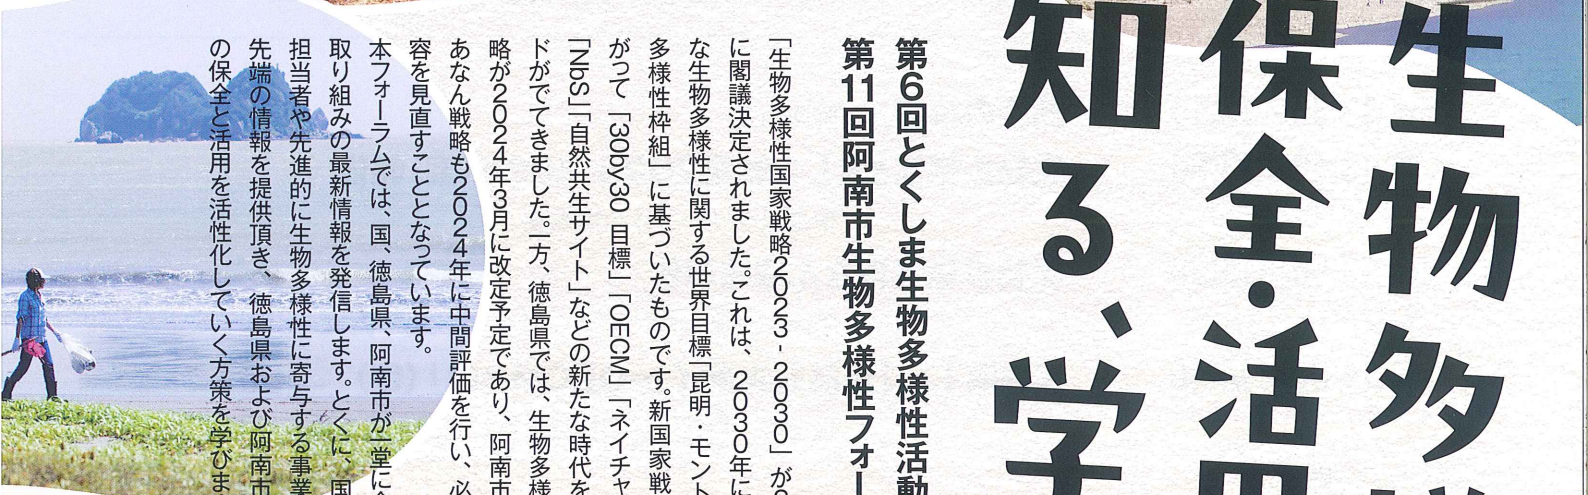 生物多
保全・活用
知る、学
第6回とくしま生物多様性活動
第11回阿南市生物多様性フォー
「生物多様性国家戦略2023-2030」が
に閣議決定されました。これは、2030年に
な生物多様性に関する世界目標「昆明・モント
多様性枠組」に基づいたものです。新国家戦
がって「30by30 目標」「OECM」「ネイチャ
「NbS」「自然共生サイト」などの新たな時代を
ドがでてきました。一方、徳島県では、生物多様
略が2024年3月に改定予定であり、阿南市
あなん戦略も2024年に中間評価を行い、必
容を見直すこととなっています。
本フォーラムでは、国、徳島県、阿南市が一堂に
取り組みの最新情報を発信します。とくに、国
担当者や先進的に生物多様性に寄与する事業
先端の情報を提供頂き、徳島県および阿南市
の保全と活用を活性化していく方策を学びま